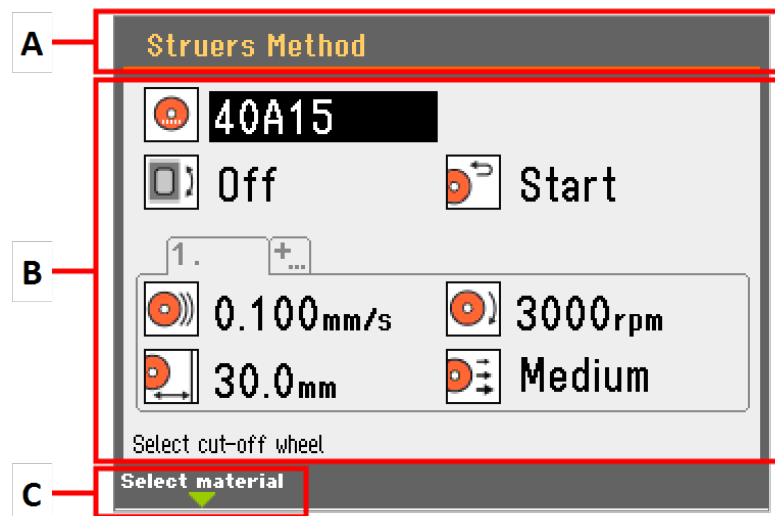 A
Struers Method
40A15
Off
Start
B
1.
+...
0.100mm/s
3000rpm
30.0mm
Medium
Select cut-off wheel
C
Select material